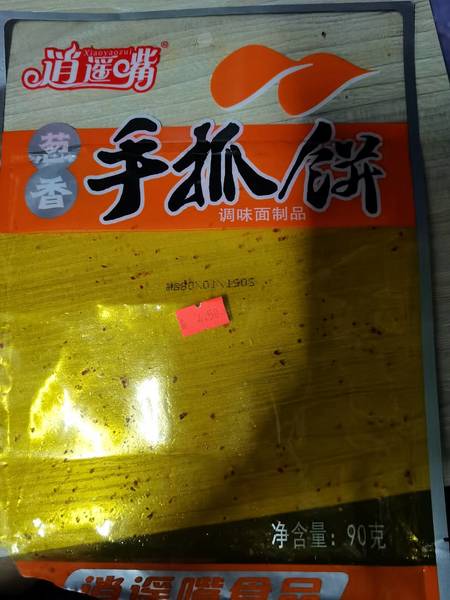 Xiaoyaozui
逍遥嘴®
葱香
手抓饼
调味面制品
净含量：90克
逍遥嘴食品